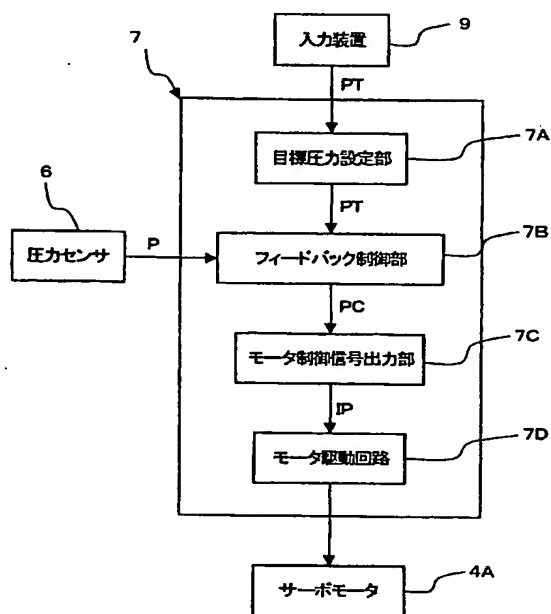 入力装置
9
7
PT
目標圧力設定部
7A
6
PT
7B
圧力センサ
P
フィードバック制御部
PC
7C
モータ制御信号出力部
IP
7D
モータ駆動回路
サーボモータ
4A